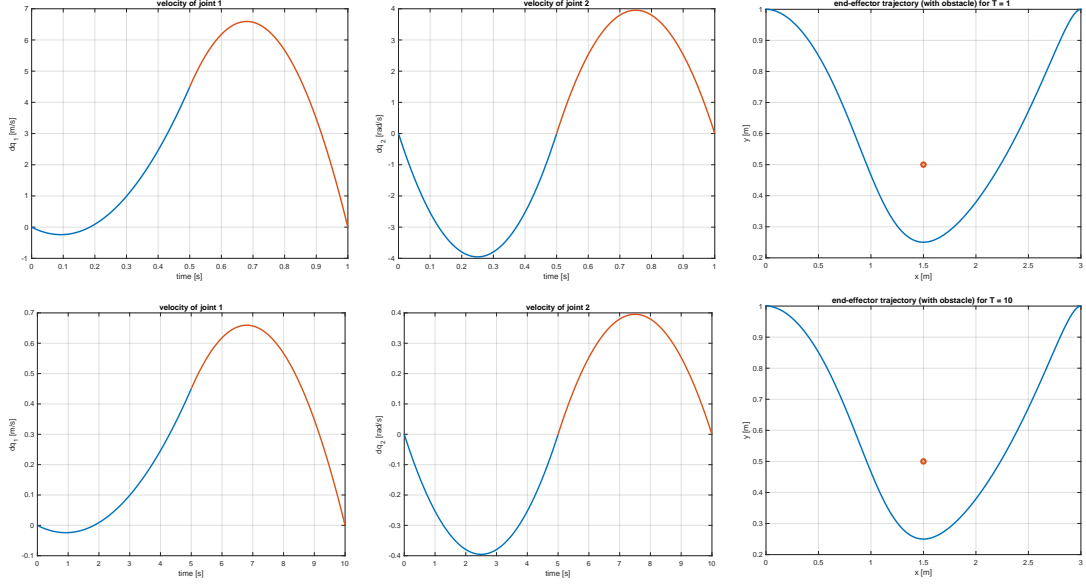 velocity of joint 1
7
6
5
4
3
2
1
0
-1
dq 1 [m/s]
0 0.1 0.2 0.3 0.4 0.5 0.6 0.7 0.8 0.9 1
time [s]
velocity of joint 2
4
3
2
1
0
-1
-2
-3
-4
dq 2 [rad/s]
0 0.1 0.2 0.3 0.4 0.5 0.6 0.7 0.8 0.9 1
time [s]
end-effector trajectory (with obstacle) for T = 1
1
0.9
0.8
0.7
0.6
0.5
0.4
0.3
0.2
y [m]
0 0.5 1 1.5 2 2.5 3
x [m]
velocity of joint 1
0.7
0.6
0.5
0.4
0.3
0.2
0.1
0
-0.1
dq 1 [m/s]
0 1 2 3 4 5 6 7 8 9 10
time [s]
velocity of joint 2
0.4
0.3
0.2
0.1
0
-0.1
-0.2
-0.3
-0.4
dq 2 [rad/s]
0 1 2 3 4 5 6 7 8 9 10
time [s]
end-effector trajectory (with obstacle) for T = 10
1
0.9
0.8
0.7
0.6
0.5
0.4
0.3
0.2
y [m]
0 0.5 1 1.5 2 2.5 3
x [m]